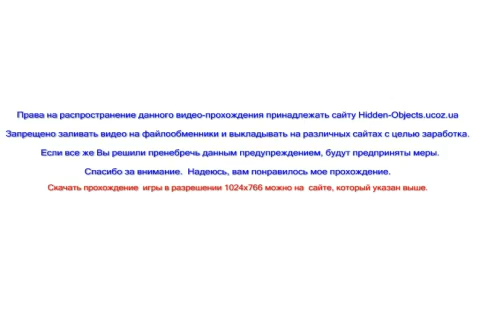 Права на распространение данного видео-прохождения принадлежать сайту Hidden-Objects.ucoz.ua
Запрещено заливать видео на файлообменники и выкладывать на различных сайтах с целью заработка.
Если все же Вы решили пренебречь данным предупреждением, будут предприняты меры.
Спасибо за внимание. Надеюсь, вам понравилось мое прохождение.
Скачать прохождение игры в разрешении 1024х766 можно на сайте, который указан выше.